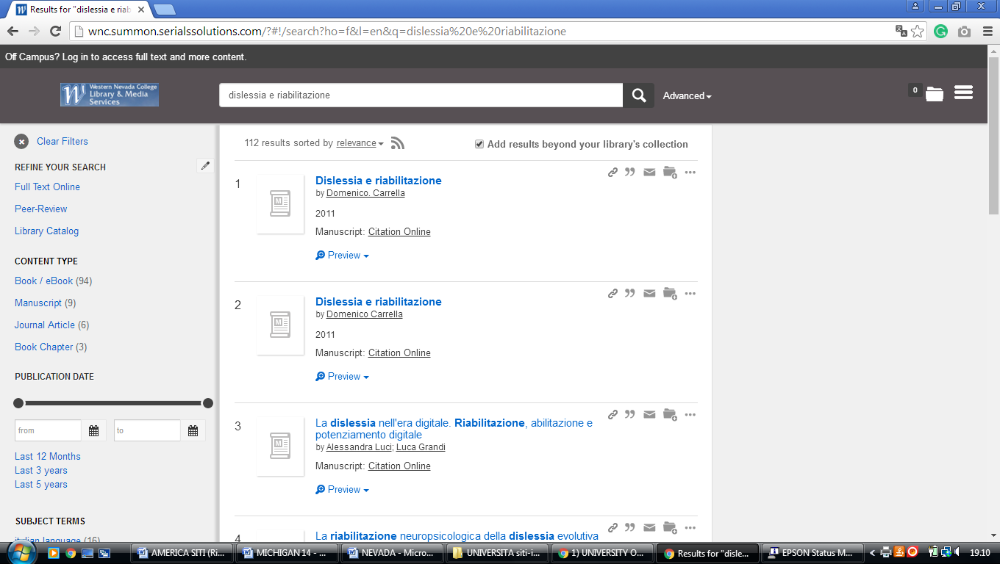 Results for "dislessia e riab
wnc.summon.serialssolutions.com/?#!/search?ho=f&l=en&q=dislessia%20e%20riabilitazione
Off Campus? Log in to access full text and more content.
Western Nevada College
Library & Media
Services
dislessia e riabilitazione
Advanced
0
Clear Filters
REFINE YOUR SEARCH
Full Text Online
Peer-Review
Library Catalog
CONTENT TYPE
Book / eBook (94)
Manuscript (9)
Journal Article (6)
Book Chapter (3)
PUBLICATION DATE
from
to
Last 12 Months
Last 3 years
Last 5 years
SUBJECT TERMS
italian language (16)
112 results sorted by relevance
Add results beyond your library's collection
1
Dislessia e riabilitazione
by Domenico. Carrella
2011
Manuscript: Citation Online
Preview
2
Dislessia e riabilitazione
by Domenico Carrella
2011
Manuscript: Citation Online
Preview
3
La dislessia nell'era digitale. Riabilitazione, abilitazione e
potenziamento digitale
by Alessandra Luci; Luca Grandi
Manuscript: Citation Online
Preview
4
La riabilitazione neuropsicologica della dislessia evolutiva
AMERICA SITI (Ri...
MICHIGAN 14 - ...
NEVADA - Micro...
UNIVERSITA siti-i...
1) UNIVERSITY O...
Results for "disle...
EPSON Status M...
19.10